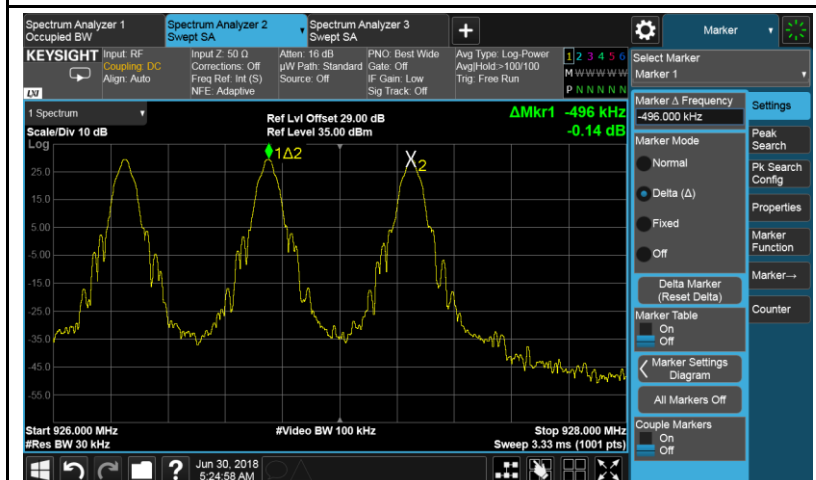 Spectrum Analyzer 1
Occupied BW
Spectrum Analyzer 2
Swept SA
Spectrum Analyzer 3
Swept SA
Marker
KEYSIGHT
LXI
Input: RF
Coupling: DC
Align: Auto
Input Z: 50 Ω
Corrections: Off
Freq Ref: Int (S)
NFE: Adaptive
Atten: 16 dB
µW Path: Standard
Source: Off
PNO: Best Wide
Gate: Off
IF Gain: Low
Sig Track: Off
Avg Type: Log-Power
Avg|Hold:>100/100
Trig: Free Run
1 2 3 4 5 6
M W W W W W
P N N N N N
Select Marker
Marker 1
1 Spectrum
Scale/Div 10 dB
Ref Lvl Offset 29.00 dB
Ref Level 35.00 dBm
ΔMkr1 -496 kHz
-0.14 dB
Log
25.0
15.0
5.00
-5.00
-15.0
-25.0
-35.0
-45.0
-55.0
1Δ2
X2
Start 926.000 MHz
#Res BW 30 kHz
#Video BW 100 kHz
Stop 928.000 MHz
Sweep 3.33 ms (1001 pts)
Marker Δ Frequency
-496.000 kHz
Marker Mode
Normal
Delta (Δ)
Fixed
Off
Delta Marker
(Reset Delta)
Marker Table
On
Off
Marker Settings
Diagram
All Markers Off
Couple Markers
On
Off
Settings
Peak
Search
Pk Search
Config
Properties
Marker
Function
Marker→
Counter
?
Jun 30, 2018
5:24:58 AM